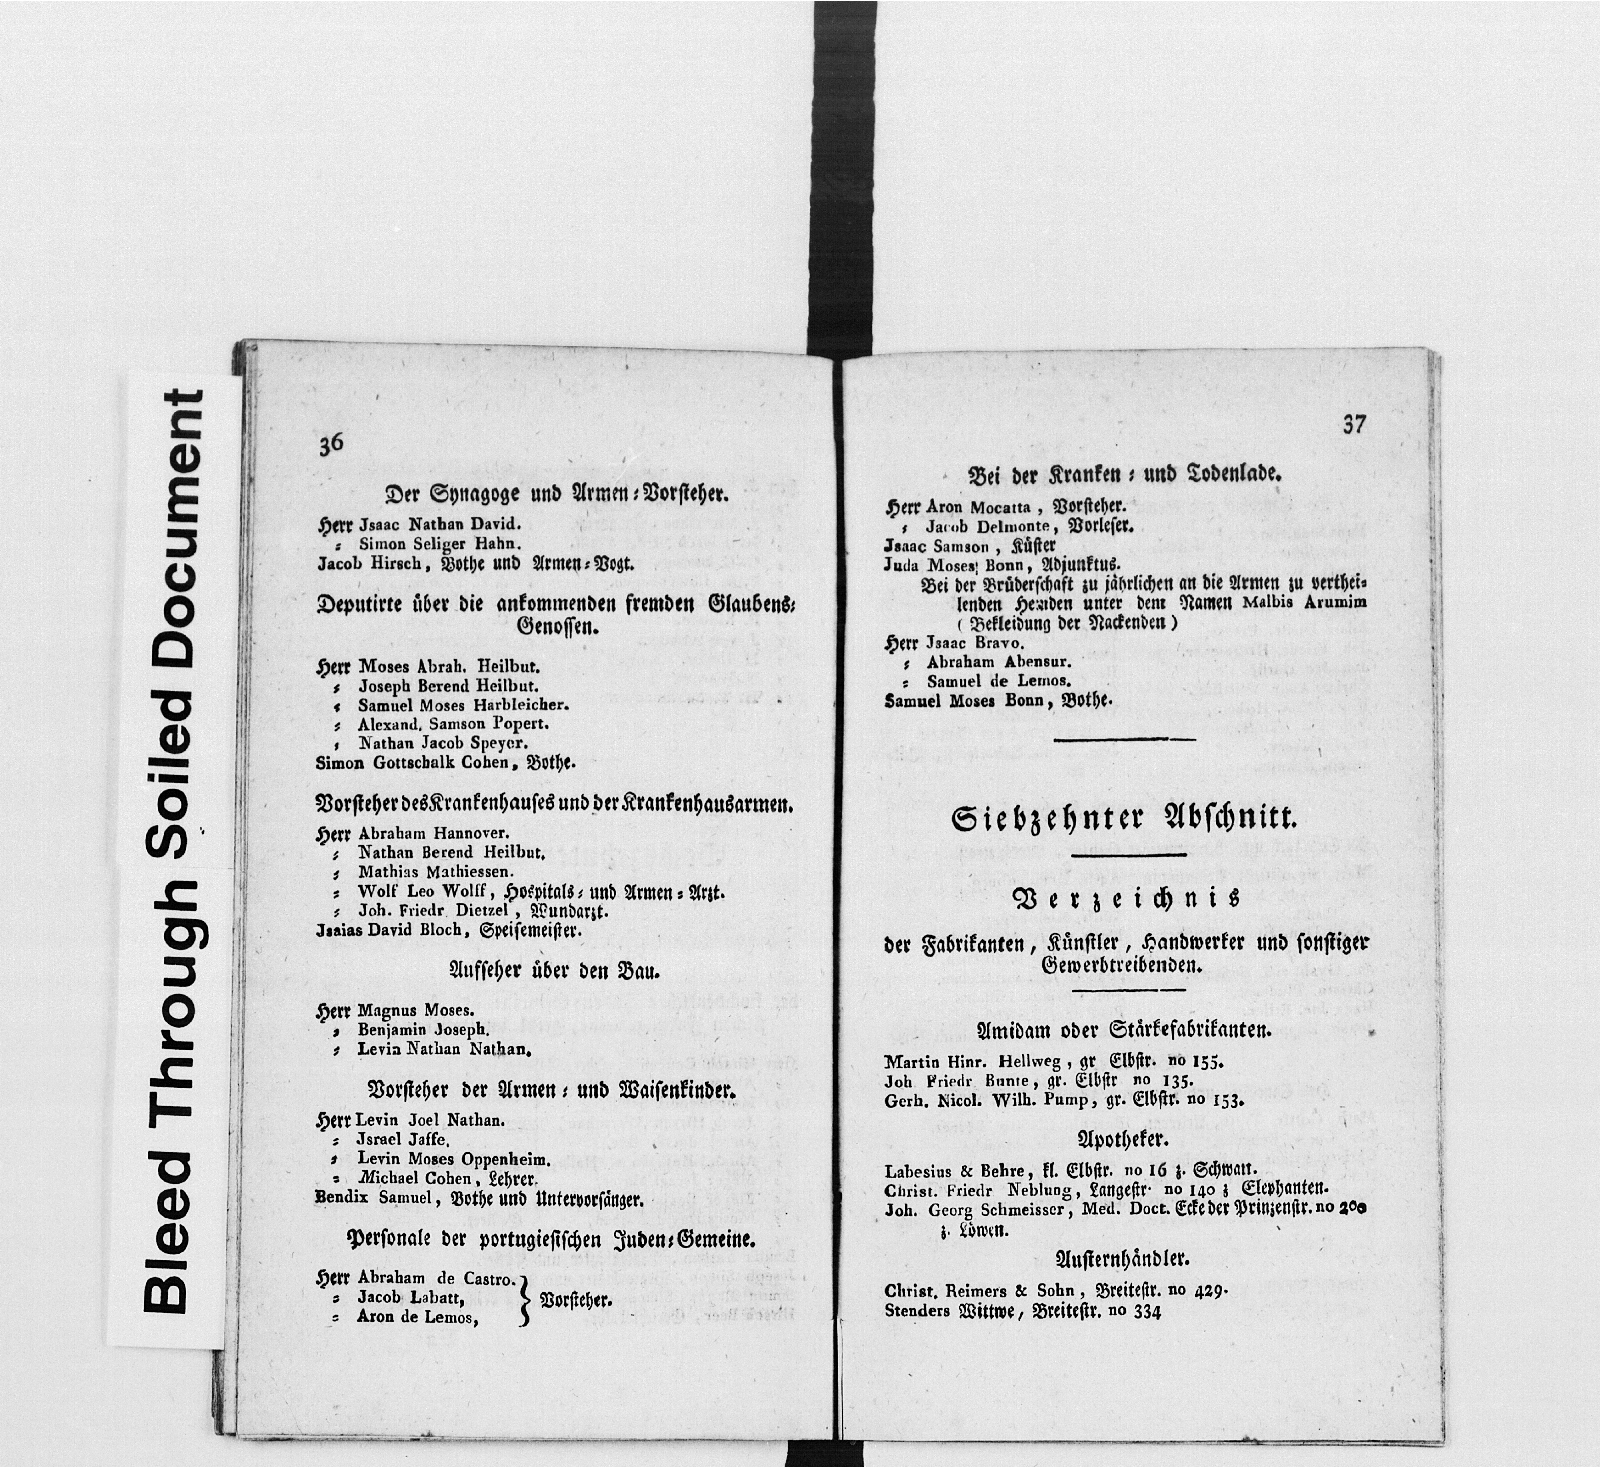 Bleed Through Soiled Document
36
Der Synagoge und Armen-Vorsteher.
Herr Jsaac Nathan David.
= Simon Seliger Hahn.
Jacob Hirsch, Bothe und Armen-Vogt.
Deputirte über die ankommenden fremden Glaubens-
Genossen.
Herr Moses Abrah. Heilbut.
= Joseph Berend Heilbut.
= Samuel Moses Harbleicher.
= Alexand. Samson Popert.
= Nathan Jacob Speyer.
Simon Gottschalk Cohen, Bothe.
Vorsteher des Krankenhauses und der Krankenhausarmen.
Herr Abraham Hannover.
= Nathan Berend Heilbut.
= Mathias Mathiessen.
= Wolf Leo Wolff, Hospitals- und Armen-Arzt.
= Joh. Friedr. Dietzel, Wundarzt.
Jsaias David Bloch, Speisemeister.
Aufseher über den Bau.
Herr Magnus Moses.
= Benjamin Joseph.
= Levin Nathan Nathan.
Vorsteher der Armen- und Waisenkinder.
Herr Levin Joel Nathan.
= Jsrael Jaffe.
= Levin Moses Oppenheim.
= Michael Cohen, Lehrer.
Bendix Samuel, Bothe und Untervorsänger.
Personale der portugiesischen Juden-Gemeine.
Herr Abraham de Castro.
= Jacob Labatt, } Vorsteher.
= Aron de Lemos,
37
Bei der Kranken- und Todenlade.
Herr Aron Mocatta, Vorsteher.
= Jacob Delmonte, Vorleser.
Jsaac Samson, Küster
Juda Moses Bonn, Adjunktus.
Bei der Brüderschaft zu jährlichen an die Armen zu verthei-
lenden Hemden unter dem Namen Malbis Arumim
(Bekleidung der Nackenden)
Herr Jsaac Bravo.
= Abraham Abensur.
= Samuel de Lemos.
Samuel Moses Bonn, Bothe.
Siebzehnter Abschnitt.
Verzeichnis
der Fabrikanten, Künstler, Handwerker und sonstiger
Gewerbtreibenden.
Amidam oder Stärkefabrikanten.
Martin Hinr. Hellweg, gr Elbstr. no 155.
Joh Friedr Bunte, gr. Elbstr no 135.
Gerh. Nicol. Wilh. Pump, gr. Elbstr. no 153.
Apotheker.
Labesius & Behre, kl. Elbstr. no 16 z. Schwan.
Christ. Friedr Neblung, Langestr. no 140 z Elephanten.
Joh. Georg Schmeisser, Med. Doct. Ecke der Prinzenstr. no 200
z. Löwen.
Austernhändler.
Christ. Reimers & Sohn, Breitestr. no 429.
Stenders Wittwe, Breitestr. no 334